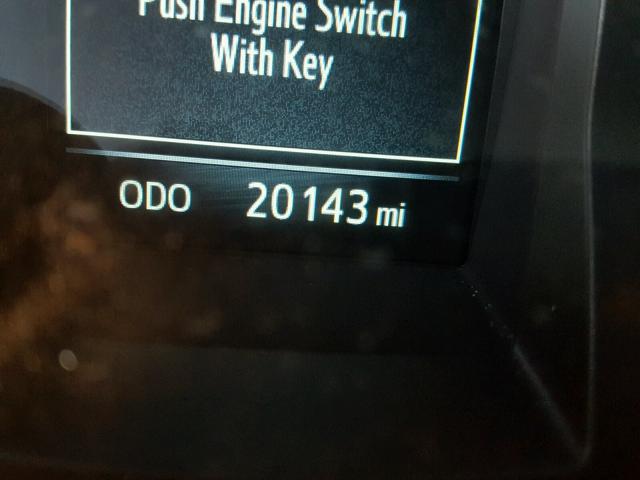 Push Engine Switch
With Key
ODO 20143 mi